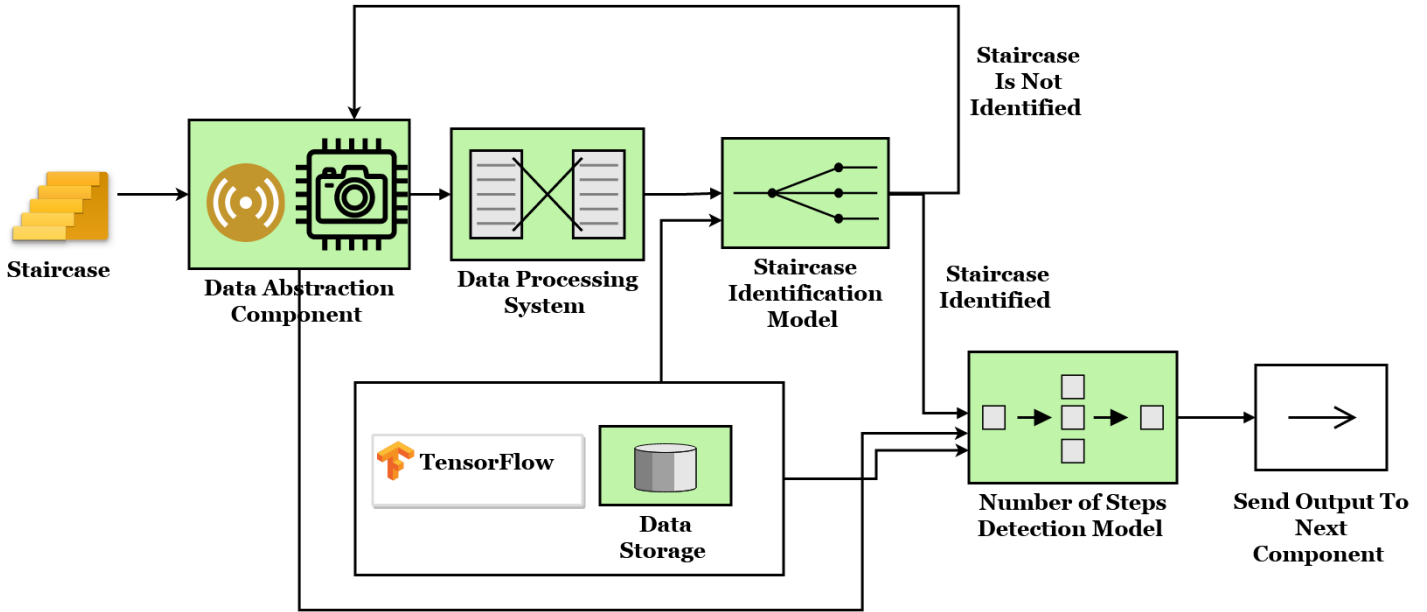 Staircase
Is Not
Identified
Staircase
Data Abstraction
Component
Data Processing
System
Staircase
Identification
Model
Staircase
Identified
TensorFlow
Data
Storage
Number of Steps
Detection Model
Send Output To
Next
Component